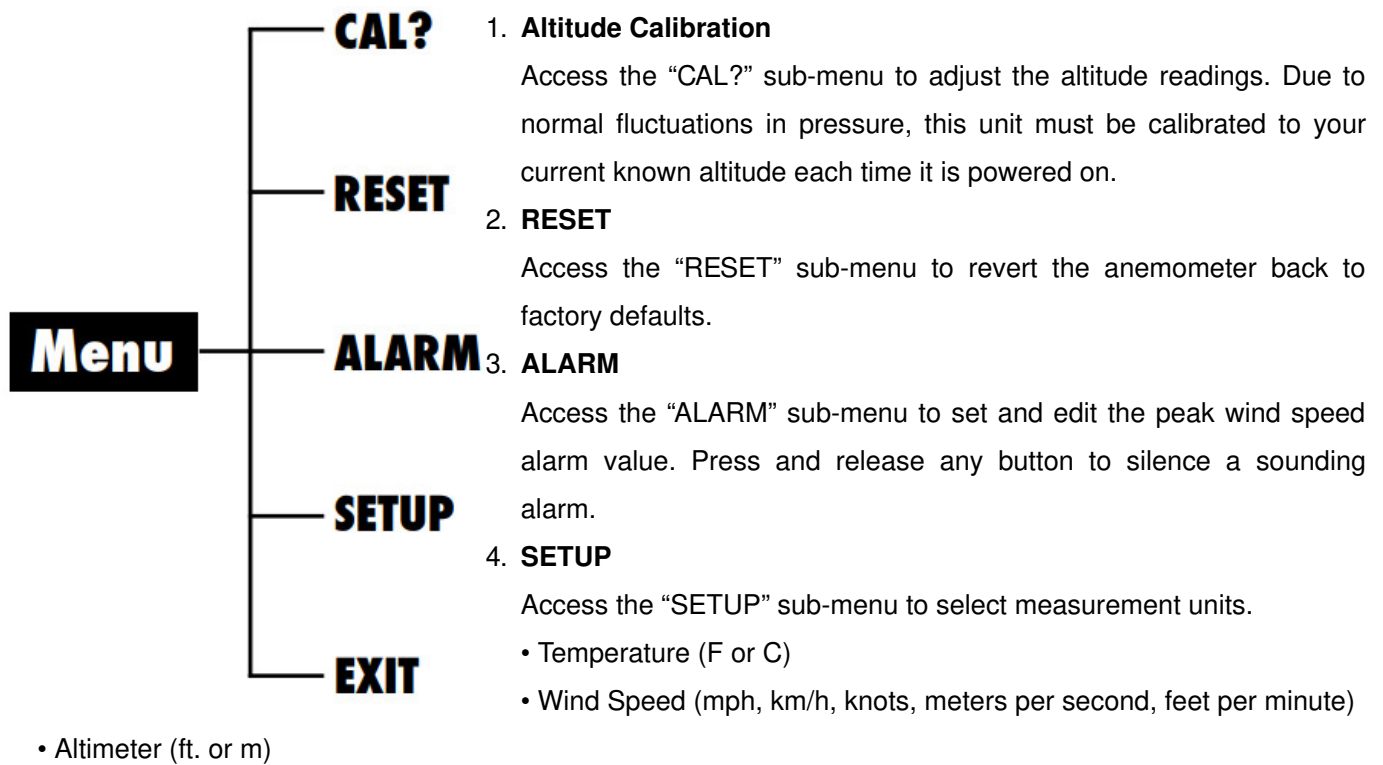 CAL?
RESET
Menu
ALARM
SETUP
EXIT
1. Altitude Calibration
Access the “CAL?” sub-menu to adjust the altitude readings. Due to
normal fluctuations in pressure, this unit must be calibrated to your
current known altitude each time it is powered on.
2. RESET
Access the “RESET” sub-menu to revert the anemometer back to
factory defaults.
3. ALARM
Access the “ALARM” sub-menu to set and edit the peak wind speed
alarm value. Press and release any button to silence a sounding
alarm.
4. SETUP
Access the “SETUP” sub-menu to select measurement units.
• Temperature (F or C)
• Wind Speed (mph, km/h, knots, meters per second, feet per minute)
• Altimeter (ft. or m)